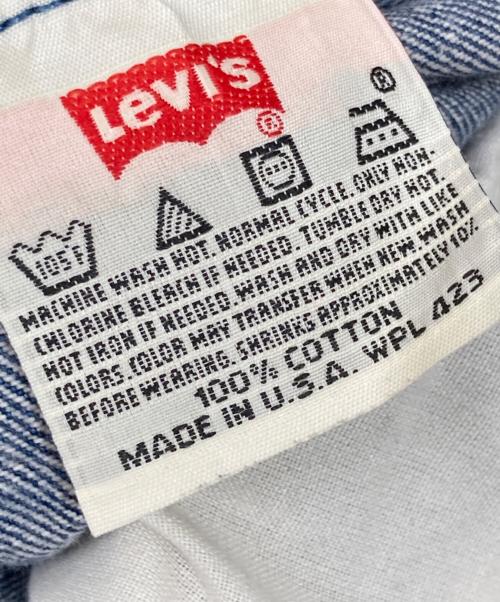 Levi's
®
®
105F
MACHINE WASH HOT, NORMAL CYCLE. ONLY NON-
CHLORINE BLEACH IF NEEDED. TUMBLE DRY HOT.
HOT IRON IF NEEDED. WASH AND DRY WITH LIKE
COLORS. COLOR MAY TRANSFER WHEN NEW. WASH
BEFORE WEARING. SHRINKS APPROXIMATELY 10%
100% COTTON
MADE IN U.S.A. WPL 423